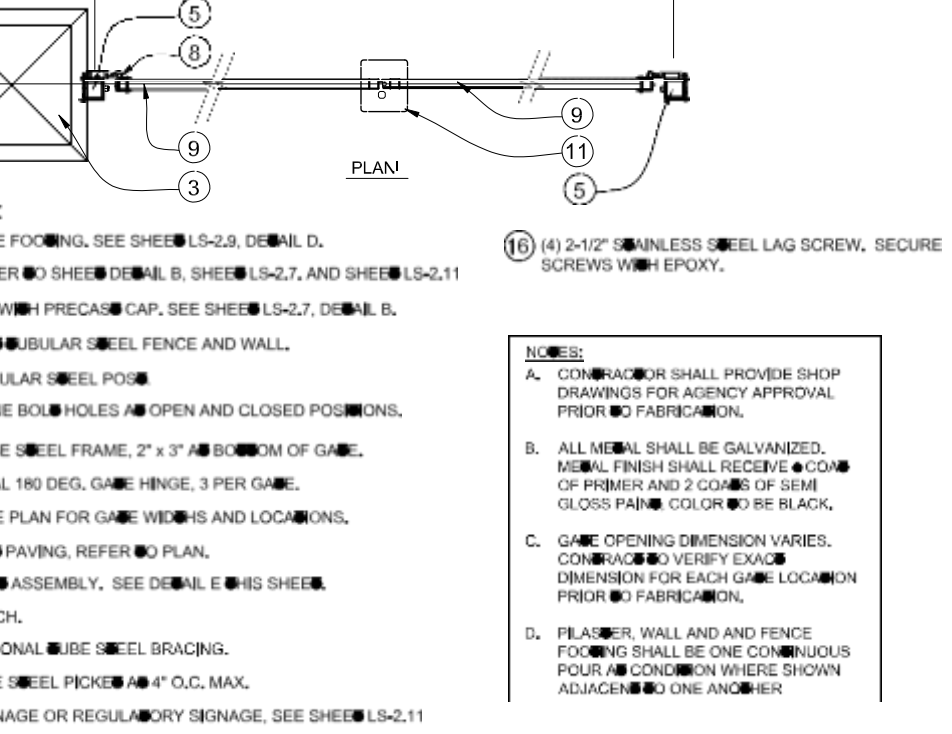 5
8
9
9
11
3
PLAN
5
E FOOTING. SEE SHEET LS-2.9, DETAIL D.
ER TO SHEET DETAIL B, SHEET LS-2.7. AND SHEET LS-2.11
WITH PRECAST CAP. SEE SHEET LS-2.7, DETAIL B.
TUBULAR STEEL FENCE AND WALL.
ULAR STEEL POST.
NE BOLT HOLES AT OPEN AND CLOSED POSITIONS.
E STEEL FRAME, 2" x 3" AT BOTTOM OF GATE.
AL 180 DEG. GATE HINGE, 3 PER GATE.
E PLAN FOR GATE WIDTHS AND LOCATIONS.
PAVING, REFER TO PLAN.
ASSEMBLY. SEE DETAIL E THIS SHEET.
CH.
ONAL TUBE STEEL BRACING.
E STEEL PICKET AT 4" O.C. MAX.
NAGE OR REGULATORY SIGNAGE, SEE SHEET LS-2.11
16 (4) 2-1/2" STAINLESS STEEL LAG SCREW. SECURE
SCREWS WITH EPOXY.
NOTES:
A. CONTRACTOR SHALL PROVIDE SHOP
DRAWINGS FOR AGENCY APPROVAL
PRIOR TO FABRICATION.
B. ALL METAL SHALL BE GALVANIZED.
METAL FINISH SHALL RECEIVE COAT
OF PRIMER AND 2 COATS OF SEMI
GLOSS PAINT. COLOR TO BE BLACK.
C. GATE OPENING DIMENSION VARIES.
CONTRACT TO VERIFY EXACT
DIMENSION FOR EACH GATE LOCATION
PRIOR TO FABRICATION.
D. PILASTER, WALL AND AND FENCE
FOOTING SHALL BE ONE CONTINUOUS
POUR AT CONDITION WHERE SHOWN
ADJACENT TO ONE ANOTHER